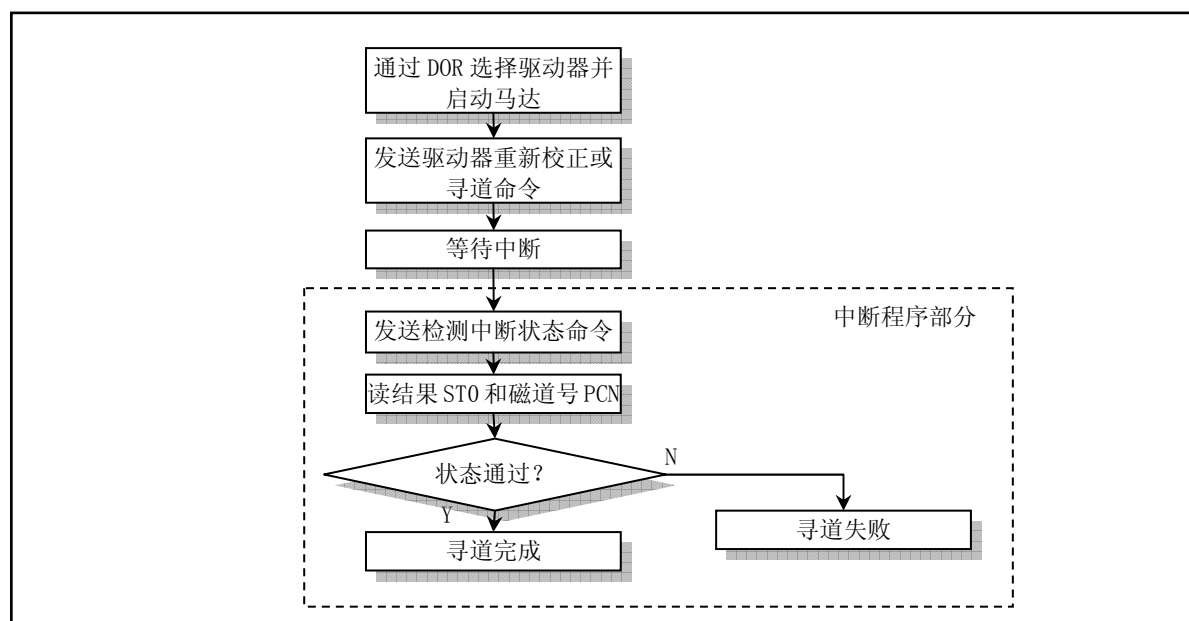 通过 DOR 选择驱动器并
启动马达
发送驱动器重新校正或
寻道命令
等待中断
中断程序部分
发送检测中断状态命令
读结果 ST0 和磁道号 PCN
状态通过？
N
Y
寻道完成
寻道失败